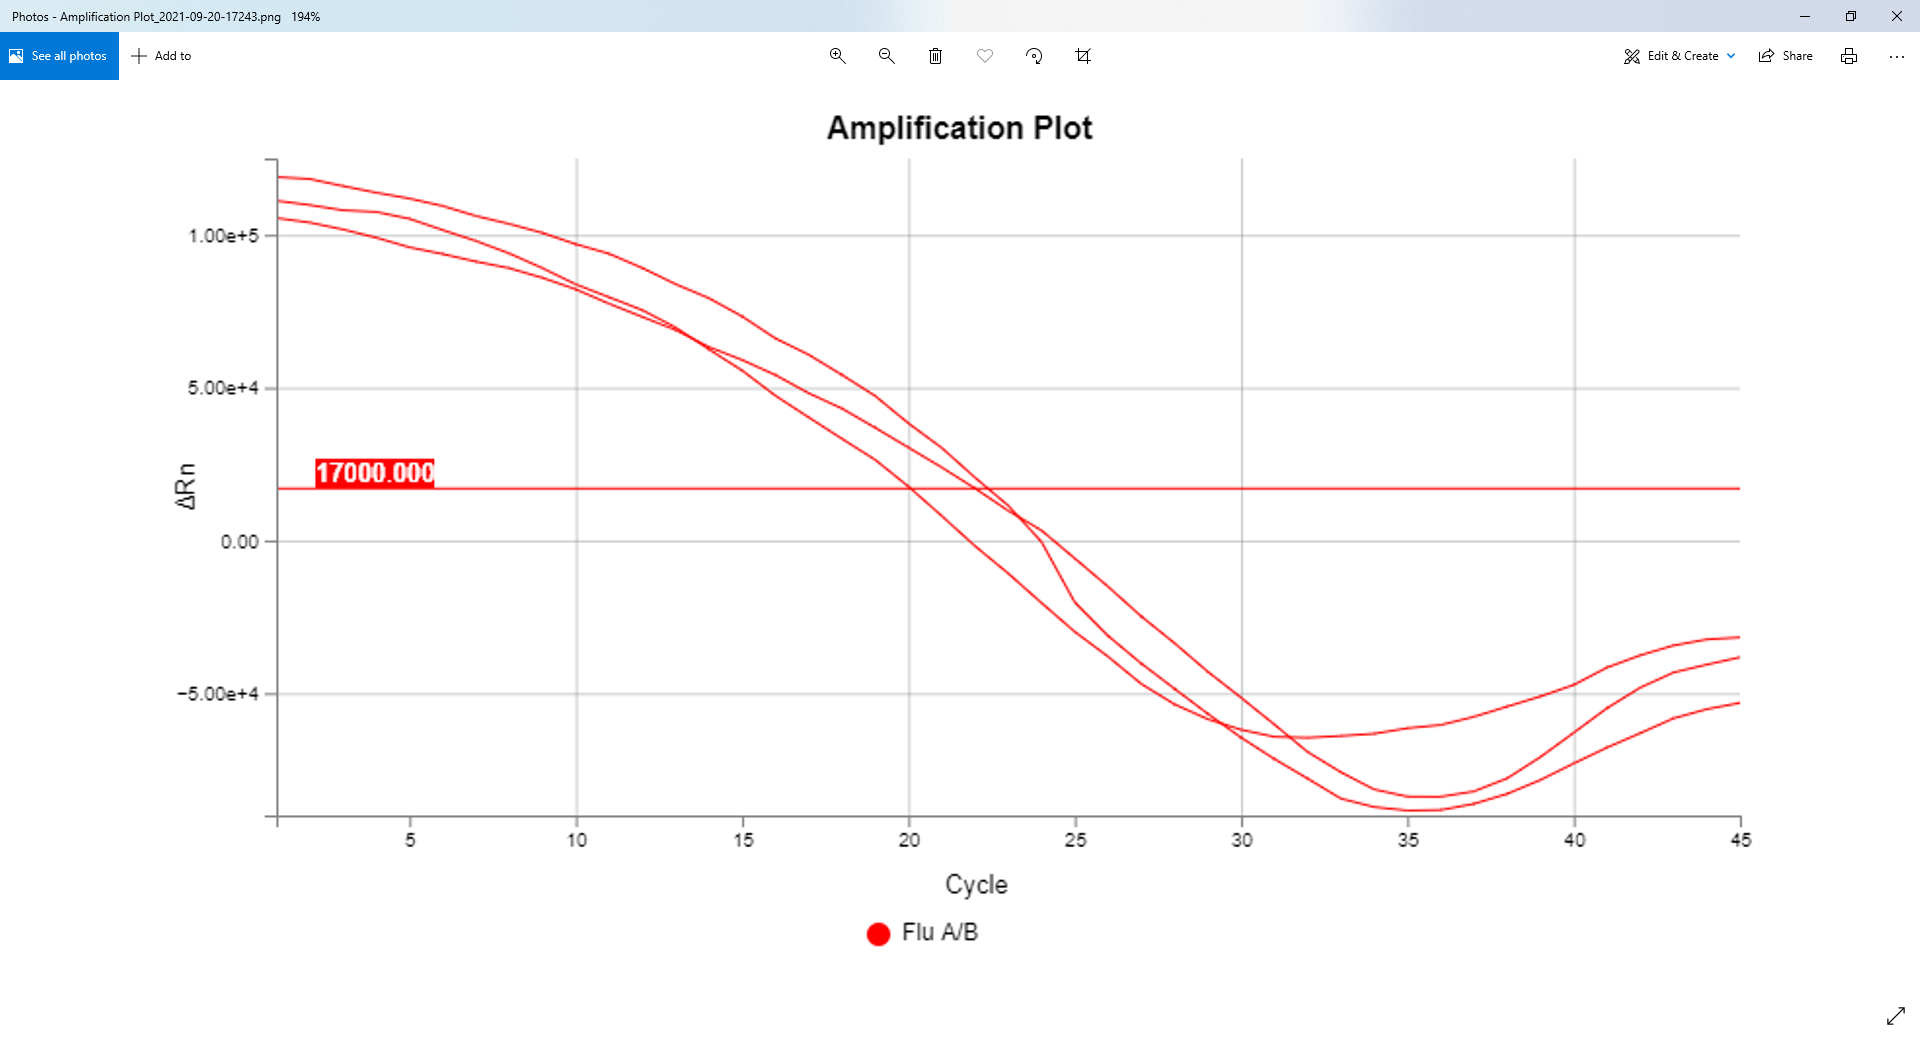 Photos - Amplification Plot_2021-09-20-17243.png 194%
See all photos
Add to
Edit & Create
Share
Amplification Plot
1.00e+5
5.00e+4
17000.000
ΔRn
0.00
−5.00e+4
5 10 15 20 25 30 35 40 45
Cycle
Flu A/B